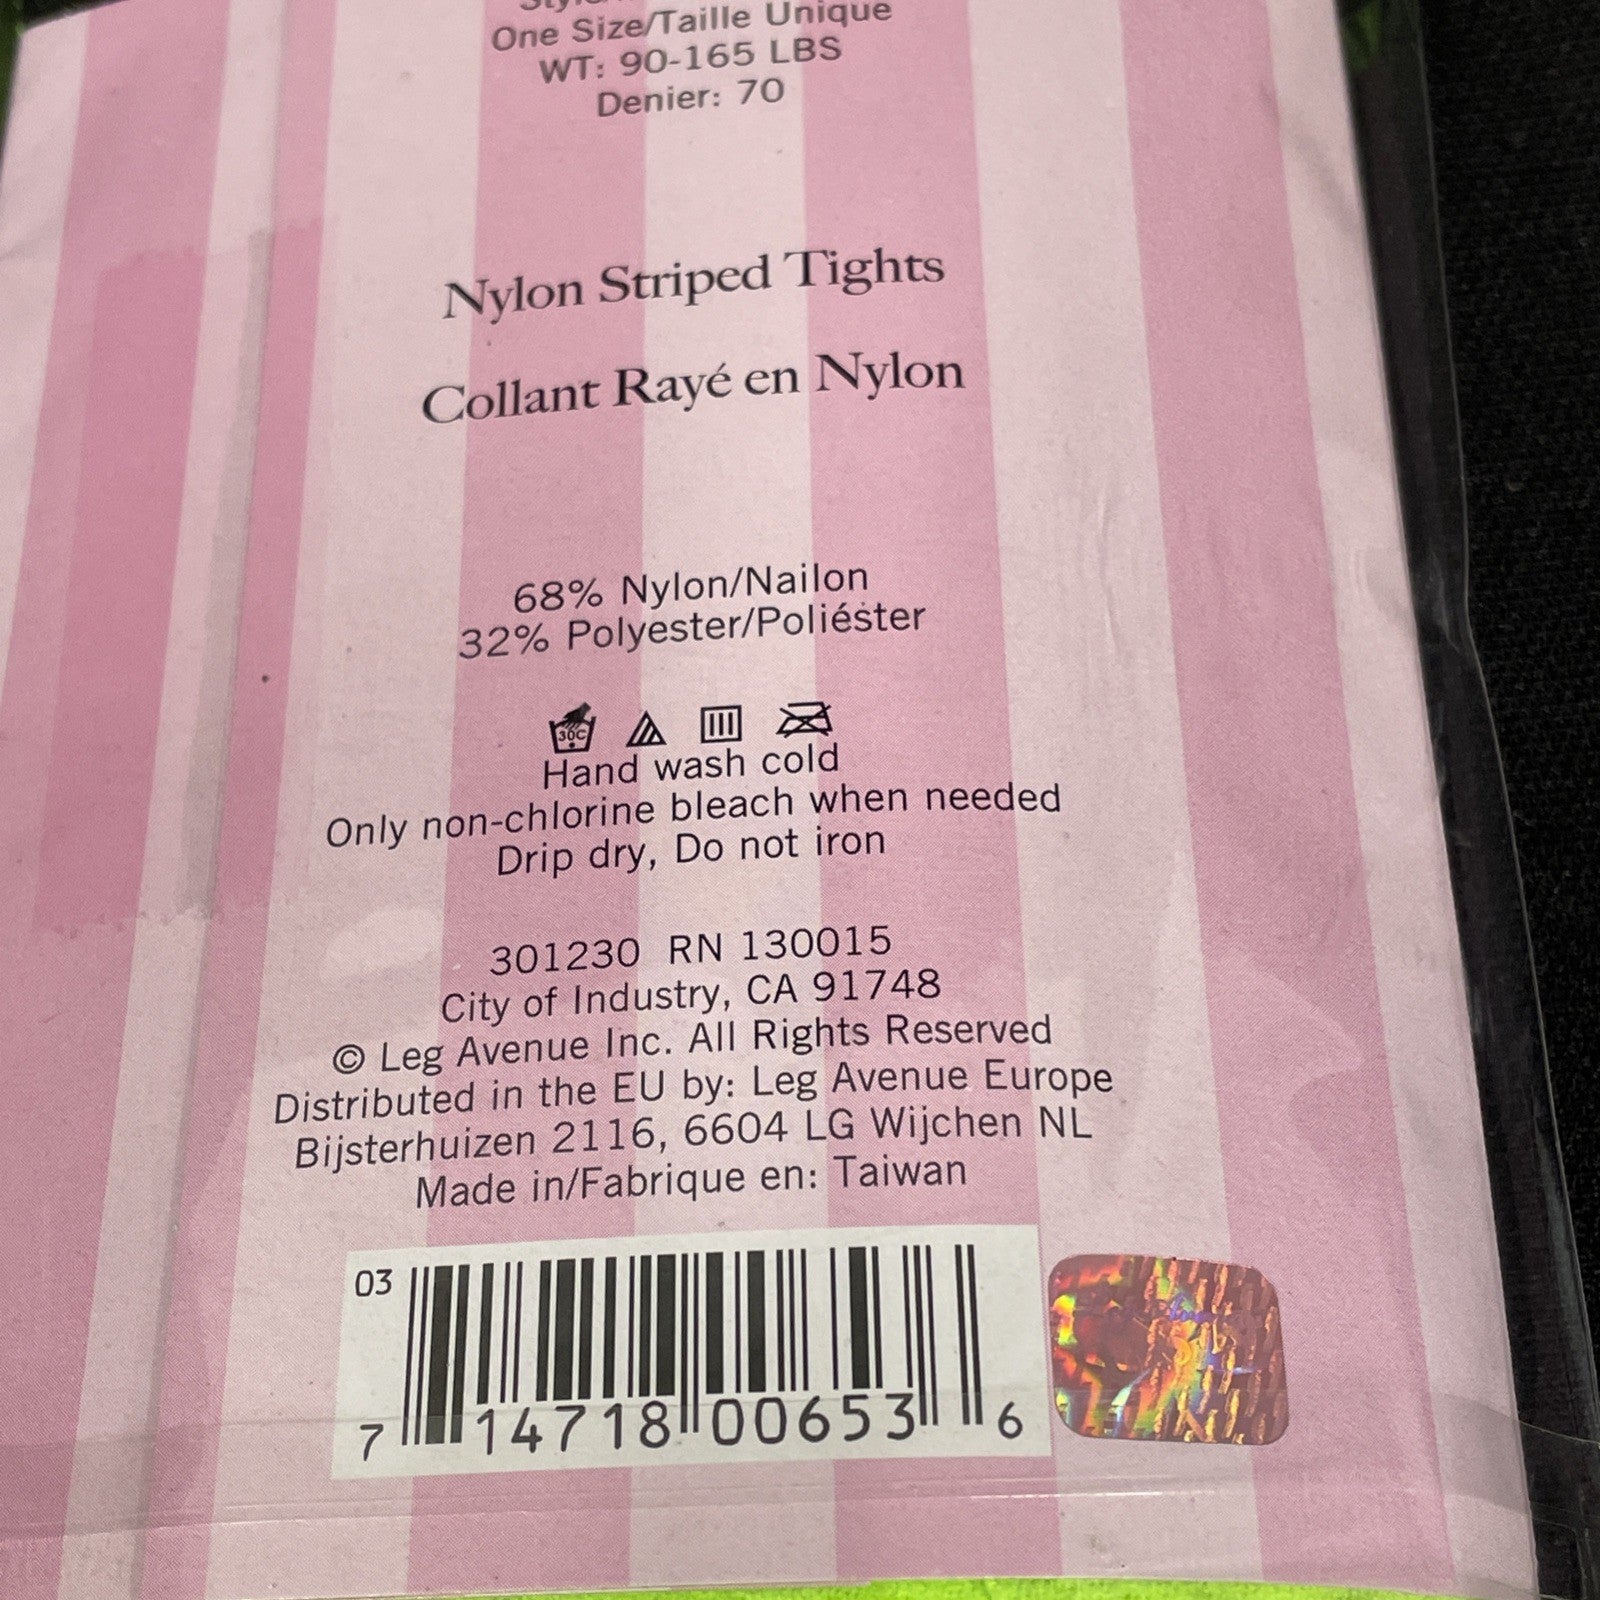 One Size/Taille Unique
WT: 90-165 LBS
Denier: 70
Nylon Striped Tights
Collant Rayé en Nylon
68% Nylon/Nailon
32% Polyester/Poliéster
30C
Hand wash cold
Only non-chlorine bleach when needed
Drip dry, Do not iron
301230 RN 130015
City of Industry, CA 91748
© Leg Avenue Inc. All Rights Reserved
Distributed in the EU by: Leg Avenue Europe
Bijsterhuizen 2116, 6604 LG Wijchen NL
Made in/Fabrique en: Taiwan
03
7 14718 00653 6